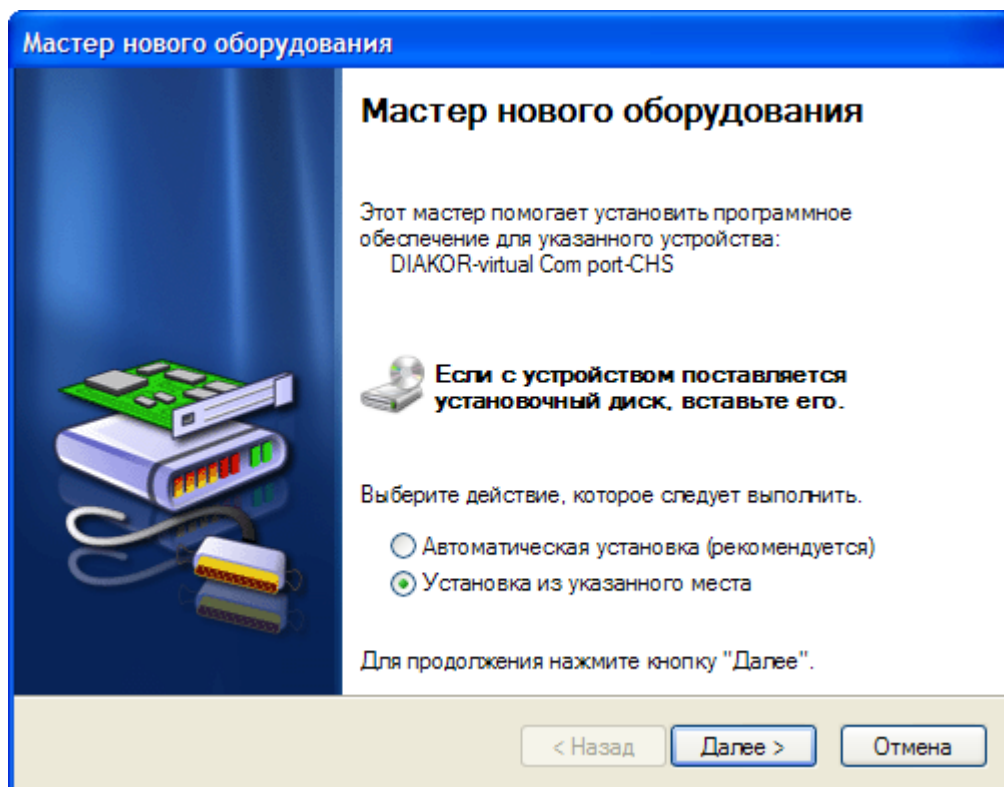 Мастер нового оборудования
Мастер нового оборудования
Этот мастер помогает установить программное
обеспечение для указанного устройства:
DIAKOR-virtual Com port-CHS
Если с устройством поставляется
установочный диск, вставьте его.
Выберите действие, которое следует выполнить.
Автоматическая установка (рекомендуется)
Установка из указанного места
Для продолжения нажмите кнопку "Далее".
< Назад Далее > Отмена